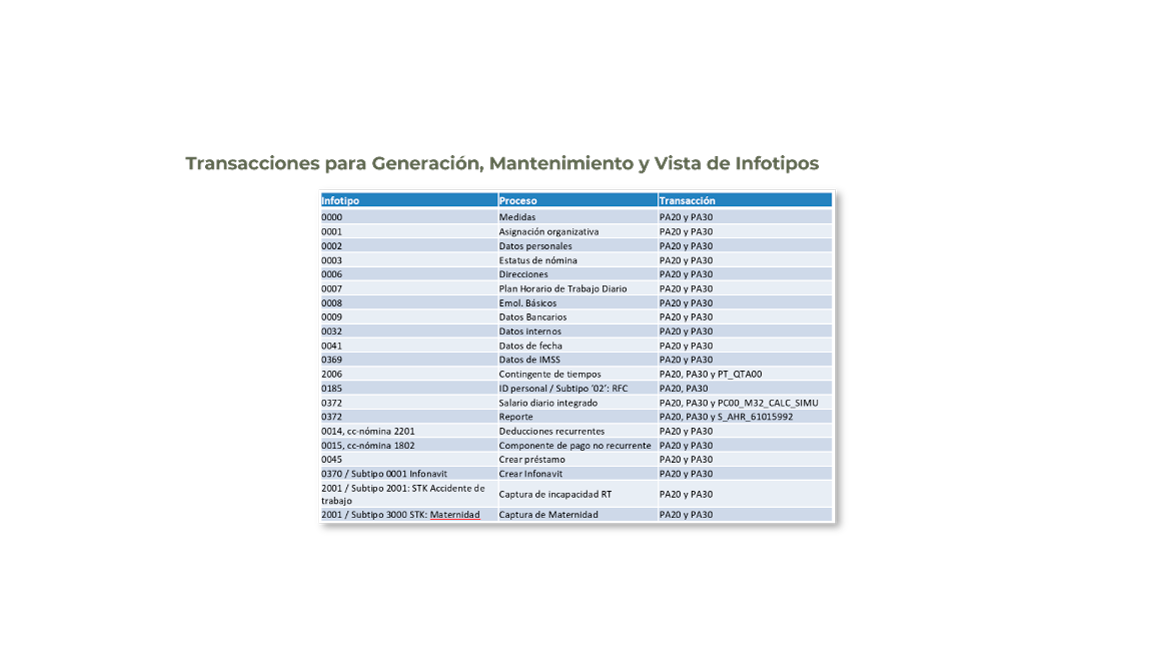 Transacciones para Generación, Mantenimiento y Vista de Infotipos
Infotipo Proceso Transacción
0000 Medidas PA20 y PA30
0001 Asignación organizativa PA20 y PA30
0002 Datos personales PA20 y PA30
0003 Estatus de nómina PA20 y PA30
0006 Direcciones PA20 y PA30
0007 Plan Horario de Trabajo Diario PA20 y PA30
0008 Emol. Básicos PA20 y PA30
0009 Datos Bancarios PA20 y PA30
0032 Datos internos PA20 y PA30
0041 Datos de fecha PA20 y PA30
0369 Datos de IMSS PA20 y PA30
2006 Contingente de tiempos PA20, PA30 y PT_QTA00
0185 ID personal / Subtipo ‘02’: RFC PA20, PA30
0372 Salario diario integrado PA20, PA30 y PC00_M32_CALC_SIMU
0372 Reporte PA20, PA30 y S_AHR_61015992
0014, cc-nómina 2201 Deducciones recurrentes PA20 y PA30
0015, cc-nómina 1802 Componente de pago no recurrente PA20 y PA30
0045 Crear préstamo PA20 y PA30
0370 / Subtipo 0001 Infonavit Crear Infonavit PA20 y PA30
2001 / Subtipo 2001: STK Accidente de
trabajo Captura de incapacidad RT PA20 y PA30
2001 / Subtipo 3000 STK: Maternidad Captura de Maternidad PA20 y PA30